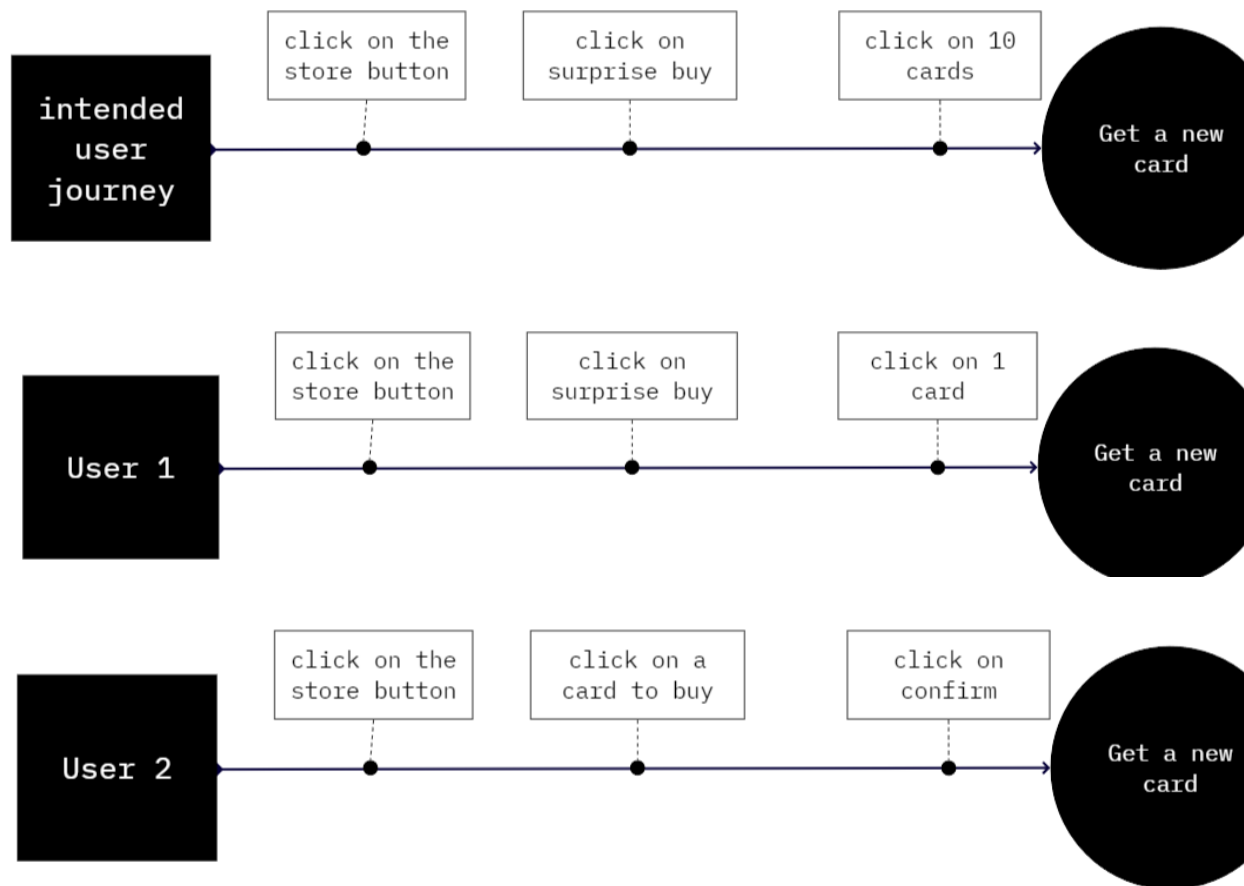 click on the
store button
click on
surprise buy
click on 10
cards
intended
user
journey
Get a new
card
click on the
store button
click on
surprise buy
click on 1
card
User 1
Get a new
card
click on the
store button
click on a
card to buy
click on
confirm
User 2
Get a new
card